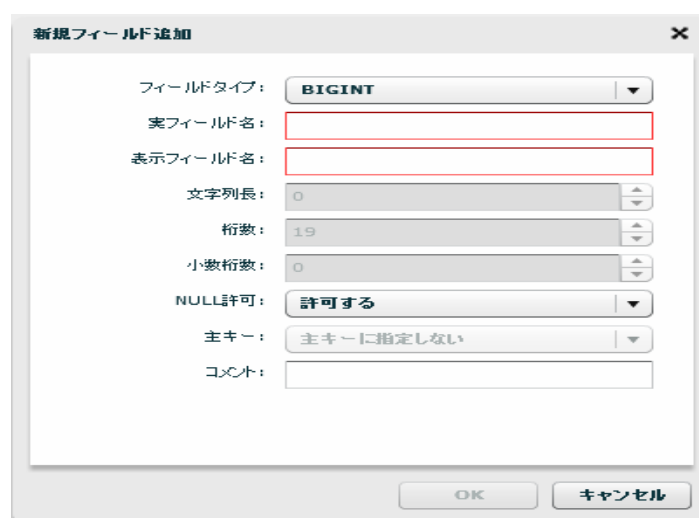 新規フィールド追加
フィールドタイプ: BIGINT
実フィールド名:
表示フィールド名:
文字列長: 0
桁数: 19
小数桁数: 0
NULL許可: 許可する
主キー: 主キーに指定しない
コメント:
OK キャンセル